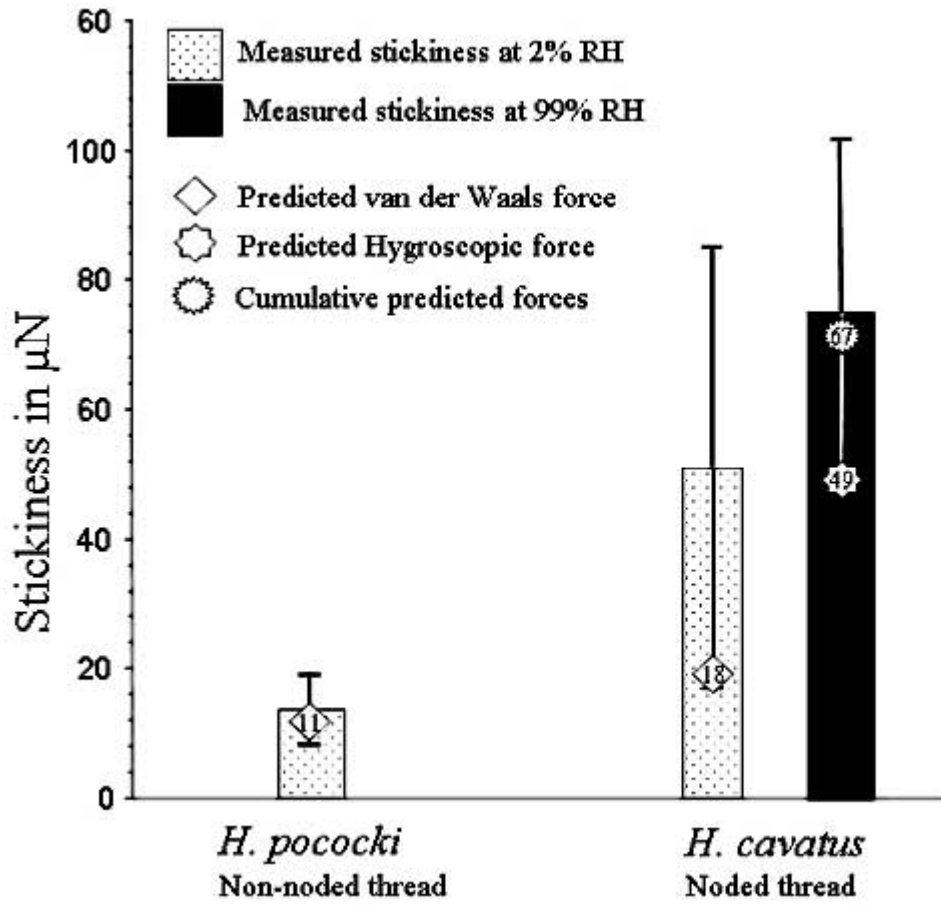 60
Measured stickiness at 2% RH
Measured stickiness at 99% RH
100
Predicted van der Waals force
Predicted Hygroscopic force
80
Cumulative predicted forces
Stickiness in µN
67
60
49
40
20
18
11
0
H. pococki
H. cavatus
Non-noded thread
Noded thread